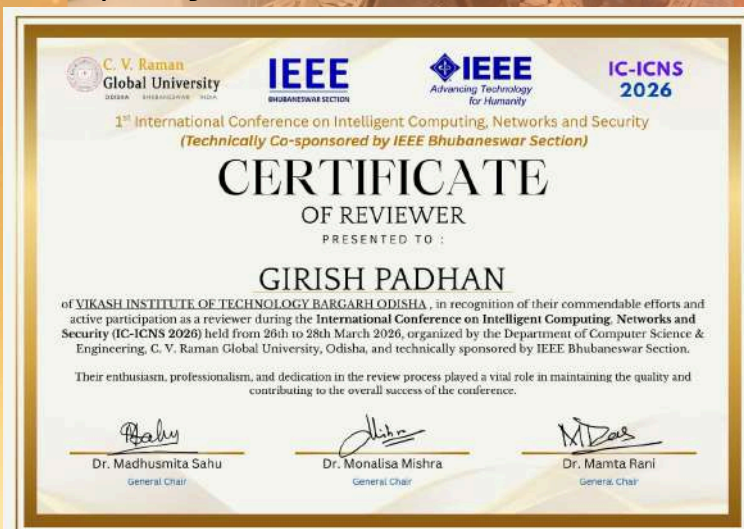 C. V. Raman
Global University
ODISHA BHUBANESWAR INDIA
IEEE
BHUBANESWAR SECTION
IEEE
Advancing Technology
for Humanity
IC-ICNS
2026
1st International Conference on Intelligent Computing, Networks and Security
(Technically Co-sponsored by IEEE Bhubaneswar Section)
CERTIFICATE
OF REVIEWER
PRESENTED TO :
GIRISH PADHAN
of VIKASH INSTITUTE OF TECHNOLOGY BARGARH ODISHA , in recognition of their commendable efforts and
active participation as a reviewer during the International Conference on Intelligent Computing, Networks and
Security (IC-ICNS 2026) held from 26th to 28th March 2026, organized by the Department of Computer Science &
Engineering, C. V. Raman Global University, Odisha, and technically sponsored by IEEE Bhubaneswar Section.
Their enthusiasm, professionalism, and dedication in the review process played a vital role in maintaining the quality and
contributing to the overall success of the conference.
Dr. Madhusmita Sahu
General Chair
Dr. Monalisa Mishra
General Chair
Dr. Mamta Rani
General Chair